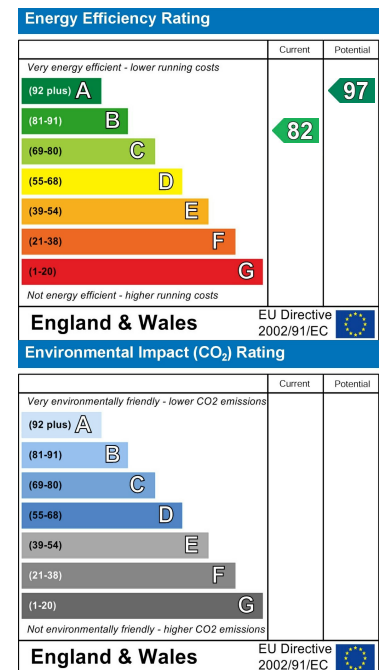 Energy Efficiency Rating
Current Potential
Very energy efficient - lower running costs
(92 plus) A
97
(81-91) B
82
(69-80) C
(55-68) D
(39-54) E
(21-38) F
(1-20) G
Not energy efficient - higher running costs
England & Wales
EU Directive
2002/91/EC
Environmental Impact (CO₂) Rating
Current Potential
Very environmentally friendly - lower CO2 emissions
(92 plus) A
(81-91) B
(69-80) C
(55-68) D
(39-54) E
(21-38) F
(1-20) G
Not environmentally friendly - higher CO2 emissions
England & Wales
EU Directive
2002/91/EC